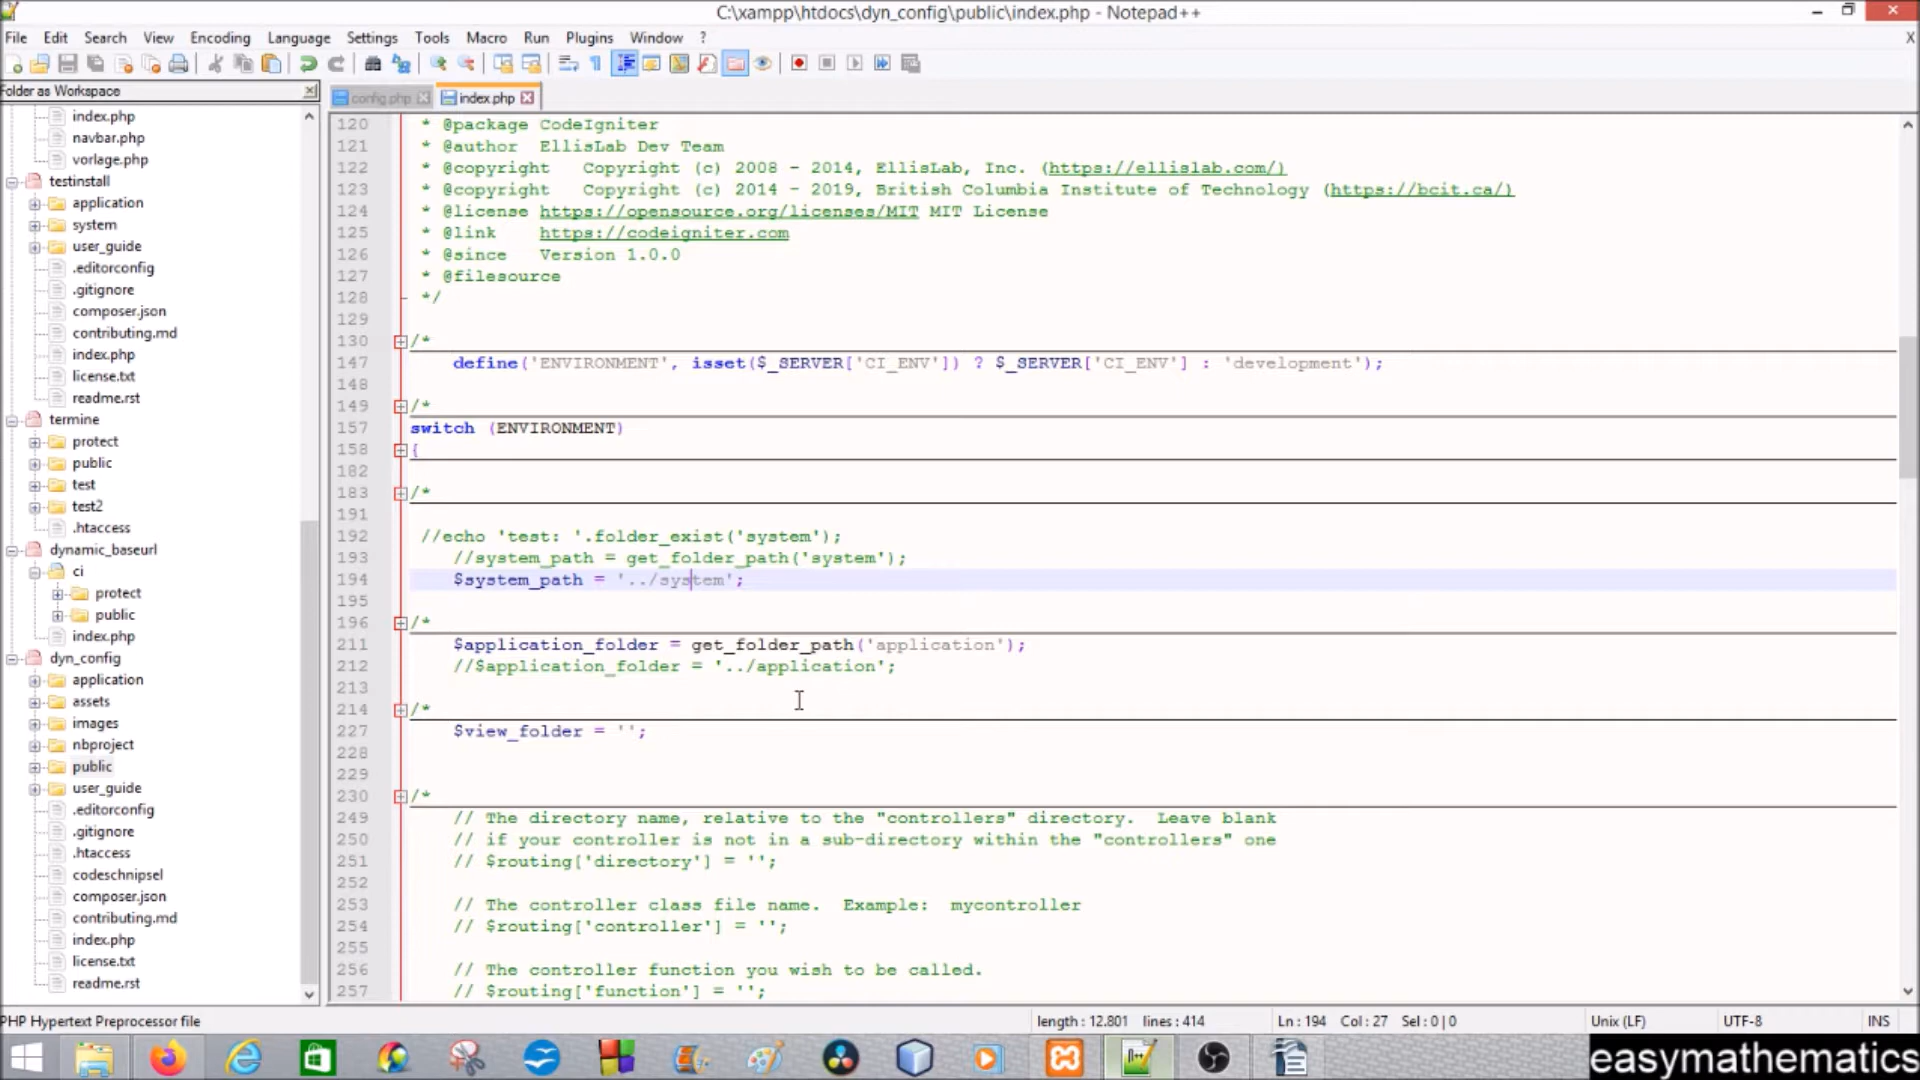 C:\xampp\htdocs\dyn_config\public\index.php - Notepad++
File Edit Search View Encoding Language Settings Tools Macro Run Plugins Window ? X
Folder as Workspace
index.php
navbar.php
vorlage.php
testinstall
application
system
user_guide
.editorconfig
.gitignore
composer.json
contributing.md
index.php
license.txt
readme.rst
termine
protect
public
test
test2
.htaccess
dynamic_baseurl
ci
protect
public
index.php
dyn_config
application
assets
images
nbproject
public
user_guide
.editorconfig
.gitignore
.htaccess
codeschnipsel
composer.json
contributing.md
index.php
license.txt
readme.rst
config.php index.php
120 * @package CodeIgniter
121 * @author EllisLab Dev Team
122 * @copyright Copyright (c) 2008 - 2014, EllisLab, Inc. (https://ellislab.com/)
123 * @copyright Copyright (c) 2014 - 2019, British Columbia Institute of Technology (https://bcit.ca/)
124 * @license https://opensource.org/licenses/MIT MIT License
125 * @link https://codeigniter.com
126 * @since Version 1.0.0
127 * @filesource
128 */
129
130 /*
147 define('ENVIRONMENT', isset($_SERVER['CI_ENV']) ? $_SERVER['CI_ENV'] : 'development');
148
149 /*
157 switch (ENVIRONMENT)
158 {
182
183 /*
191
192 //echo 'test: '.folder_exist('system');
193 //system_path = get_folder_path('system');
194 $system_path = '../system';
195
196 /*
211 $application_folder = get_folder_path('application');
212 //$application_folder = '../application';
213
214 /*
227 $view_folder = '';
228
229
230 /*
249 // The directory name, relative to the "controllers" directory. Leave blank
250 // if your controller is not in a sub-directory within the "controllers" one
251 // $routing['directory'] = '';
252
253 // The controller class file name. Example: mycontroller
254 // $routing['controller'] = '';
255
256 // The controller function you wish to be called.
257 // $routing['function'] = '';
PHP Hypertext Preprocessor file length : 12.801 lines : 414 Ln : 194 Col : 27 Sel : 0 | 0 Unix (LF) UTF-8 INS
easymathematics